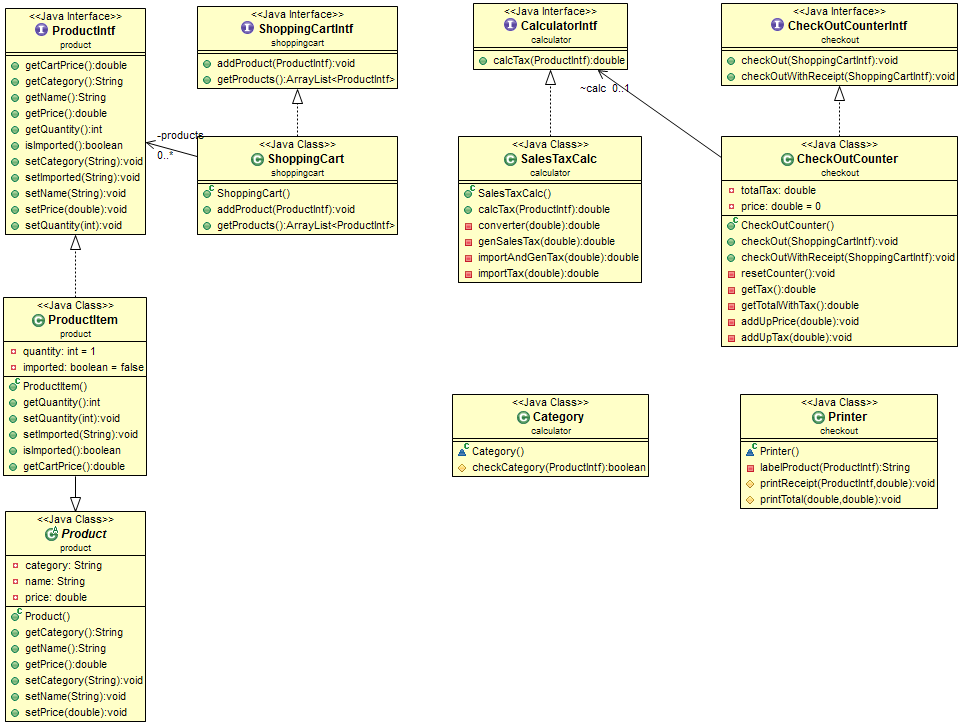 <<Java Interface>>
ProductIntf
product
getCartPrice():double
getCategory():String
getName():String
getPrice():double
getQuantity():int
isImported():boolean
setCategory(String):void
setImported(String):void
setName(String):void
setPrice(double):void
setQuantity(int):void
<<Java Interface>>
ShoppingCartIntf
shoppingcart
addProduct(ProductIntf):void
getProducts():ArrayList<ProductIntf>
<<Java Interface>>
CalculatorIntf
calculator
calcTax(ProductIntf):double
<<Java Interface>>
CheckOutCounterIntf
checkout
checkOut(ShoppingCartIntf):void
checkOutWithReceipt(ShoppingCartIntf):void
-products
0..*
~calc 0..1
<<Java Class>>
ShoppingCart
shoppingcart
ShoppingCart()
addProduct(ProductIntf):void
getProducts():ArrayList<ProductIntf>
<<Java Class>>
SalesTaxCalc
calculator
SalesTaxCalc()
calcTax(ProductIntf):double
converter(double):double
genSalesTax(double):double
importAndGenTax(double):double
importTax(double):double
<<Java Class>>
CheckOutCounter
checkout
totalTax: double
price: double = 0
CheckOutCounter()
checkOut(ShoppingCartIntf):void
checkOutWithReceipt(ShoppingCartIntf):void
resetCounter():void
getTax():double
getTotalWithTax():double
addUpPrice(double):void
addUpTax(double):void
<<Java Class>>
ProductItem
product
quantity: int = 1
imported: boolean = false
ProductItem()
getQuantity():int
setQuantity(int):void
setImported(String):void
isImported():boolean
getCartPrice():double
<<Java Class>>
Category
calculator
Category()
checkCategory(ProductIntf):boolean
<<Java Class>>
Printer
checkout
Printer()
labelProduct(ProductIntf):String
printReceipt(ProductIntf,double):void
printTotal(double,double):void
<<Java Class>>
Product
product
category: String
name: String
price: double
Product()
getCategory():String
getName():String
getPrice():double
setCategory(String):void
setName(String):void
setPrice(double):void